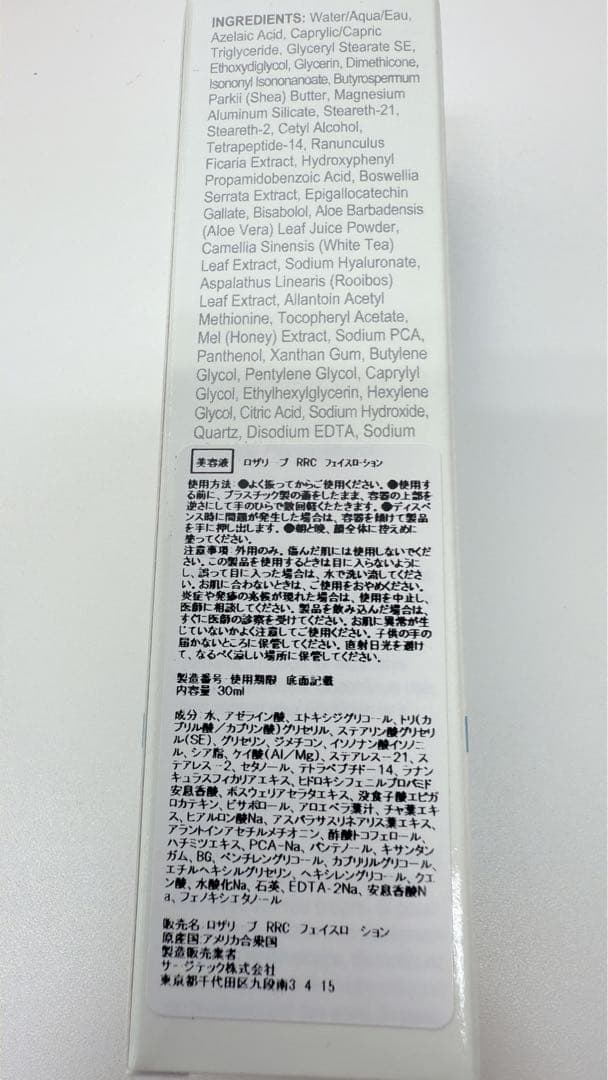 INGREDIENTS: Water/Aqua/Eau,
Azelaic Acid, Caprylic/Capric
Triglyceride, Glyceryl Stearate SE,
Ethoxydiglycol, Glycerin, Dimethicone,
Isononyl Isononanoate, Butyrospermum
Parkii (Shea) Butter, Magnesium
Aluminum Silicate, Steareth-21,
Steareth-2, Cetyl Alcohol,
Tetrapeptide-14, Ranunculus
Ficaria Extract, Hydroxyphenyl
Propamidobenzoic Acid, Boswellia
Serrata Extract, Epigallocatechin
Gallate, Bisabolol, Aloe Barbadensis
(Aloe Vera) Leaf Juice Powder,
Camellia Sinensis (White Tea)
Leaf Extract, Sodium Hyaluronate,
Aspalathus Linearis (Rooibos)
Leaf Extract, Allantoin Acetyl
Methionine, Tocopheryl Acetate,
Mel (Honey) Extract, Sodium PCA,
Panthenol, Xanthan Gum, Butylene
Glycol, Pentylene Glycol, Caprylyl
Glycol, Ethylhexylglycerin, Hexylene
Glycol, Citric Acid, Sodium Hydroxide,
Quartz, Disodium EDTA, Sodium
美容液 ロザリーブ RRC フェイスローション
使用方法:●よく振ってからご使用ください。●使用す
る前に、プラスチック製の蓋をしたまま、容器の上部を
逆さにして手のひらで数回軽くたたきます。●ディスペ
ンス時に問題が発生した場合は、容器を傾けて製品
を手に押し出します。●朝と晩、顔全体に控えめに
塗ってください。
注意事項:外用のみ。傷んだ肌には使用しないでくだ
さい。この製品を使用するときは目に入らないように
し、誤って目に入った場合は、水で洗い流してくださ
い。お肌に合わないときは、ご使用をおやめください。
炎症や発疹の兆候が現れた場合は、使用を中止し、
医師に相談してください。製品を飲み込んだ場合は、
すぐに医師の診察を受けてください。お肌に異常が生
じていないかよく注意してご使用ください。子供の手の
届かないところに保管してください。直射日光を避け
て、なるべく涼しい場所に保管してください。
製造番号・使用期限 底面記載
内容量 30ml
成分:水、アゼライン酸、エトキシジグリコール、トリ(カ
プリル酸/カプリン酸)グリセリル、ステアリン酸グリセリ
ル(SE)、グリセリン、ジメチコン、イソノナン酸イソノニ
ル、シア脂、ケイ酸(Al/Mg)、ステアレス-21、ス
テアレス-2、セタノール、テトラペプチド-14、ラナン
キュラスフィカリアエキス、ヒドロキシフェニルプロパミド
安息香酸、ボスウェリアセラタエキス、没食子酸エピガ
ロカテキン、ビサボロール、アロエベラ葉汁、チャ葉エキ
ス、ヒアルロン酸Na、アスパラサスリネアリス葉エキス、
アラントインアセチルメチオニン、酢酸トコフェロール、
ハチミツエキス、PCA-Na、パンテノール、キサンタン
ガム、BG、ペンチレングリコール、カプリリルグリコール、
エチルヘキシルグリセリン、ヘキシレングリコール、クエ
ン酸、水酸化Na、石英、EDTA-2Na、安息香酸N
a、フェノキシエタノール
販売名:ロザリーブ RRC フェイスローション
原産国:アメリカ合衆国
製造販売業者
サージテック株式会社
東京都千代田区九段南3-4-15